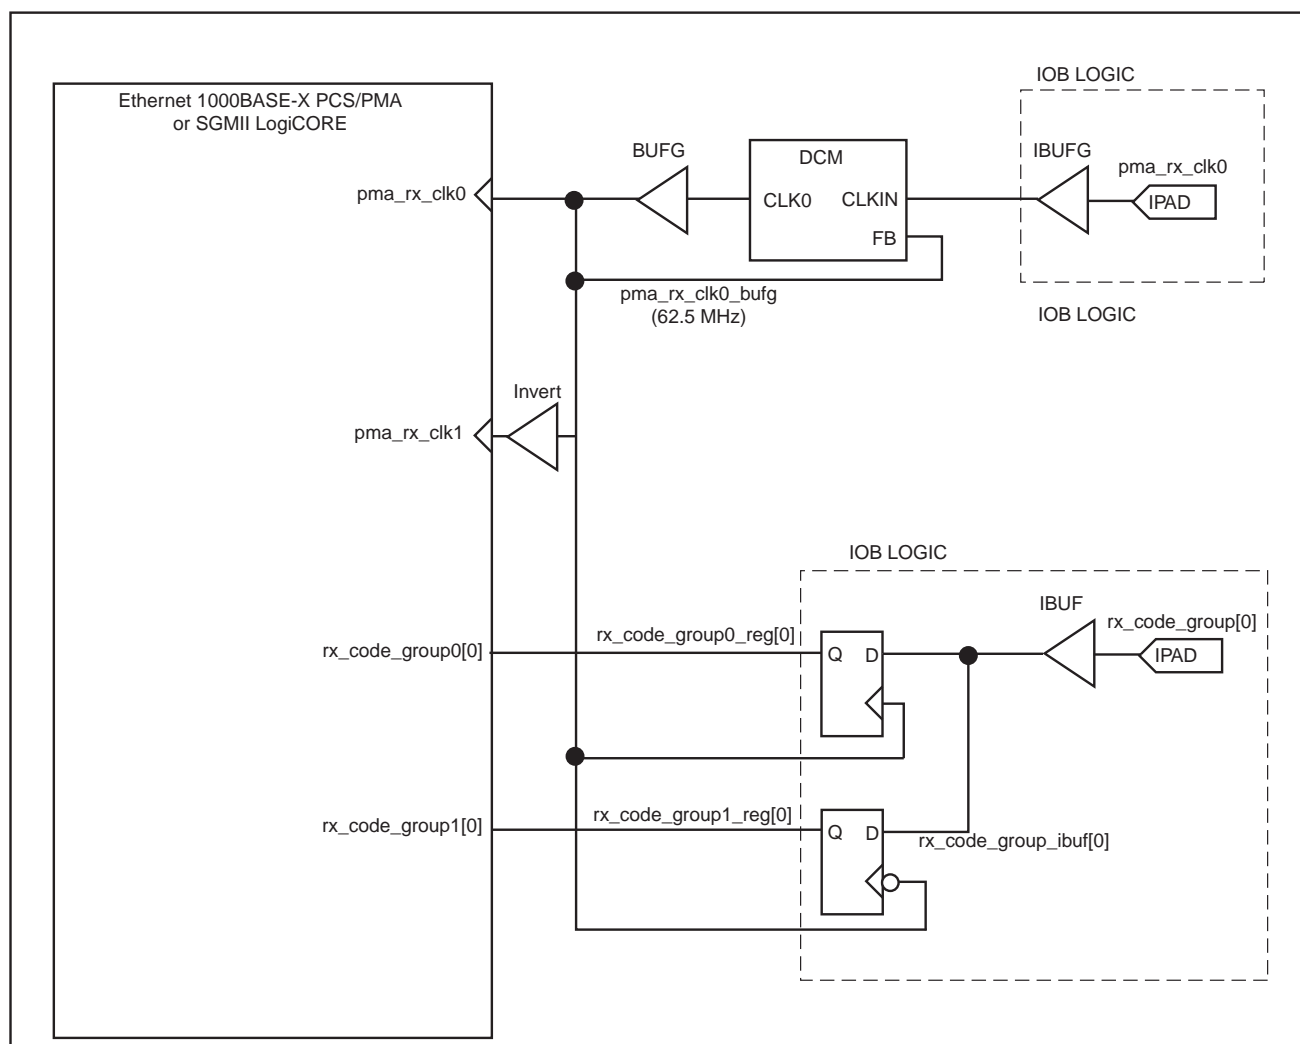 Ethernet 1000BASE-X PCS/PMA
or SGMII LogiCORE
IOB LOGIC
BUFG
DCM
IBUFG
pma_rx_clk0
pma_rx_clk0
CLK0
CLKIN
IPAD
FB
pma_rx_clk0_bufg
(62.5 MHz)
IOB LOGIC
Invert
pma_rx_clk1
IOB LOGIC
IBUF
rx_code_group[0]
rx_code_group0[0]
rx_code_group0_reg[0]
Q
D
IPAD
rx_code_group1[0]
rx_code_group1_reg[0]
Q
D
rx_code_group_ibuf[0]